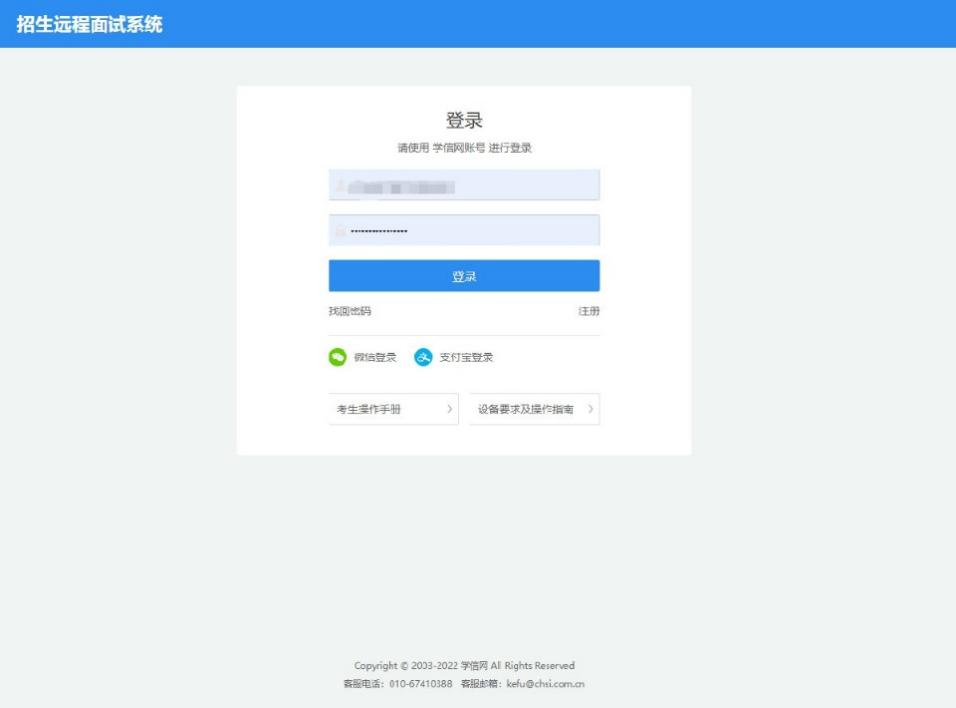 招生远程面试系统
登录
请使用 学信网账号 进行登录
登录
找回密码 注册
微信登录 支付宝登录
考生操作手册 设备要求及操作指南
Copyright © 2003-2022 学信网 All Rights Reserved
客服电话：010-67410388 客服邮箱：kefu@chsi.com.cn